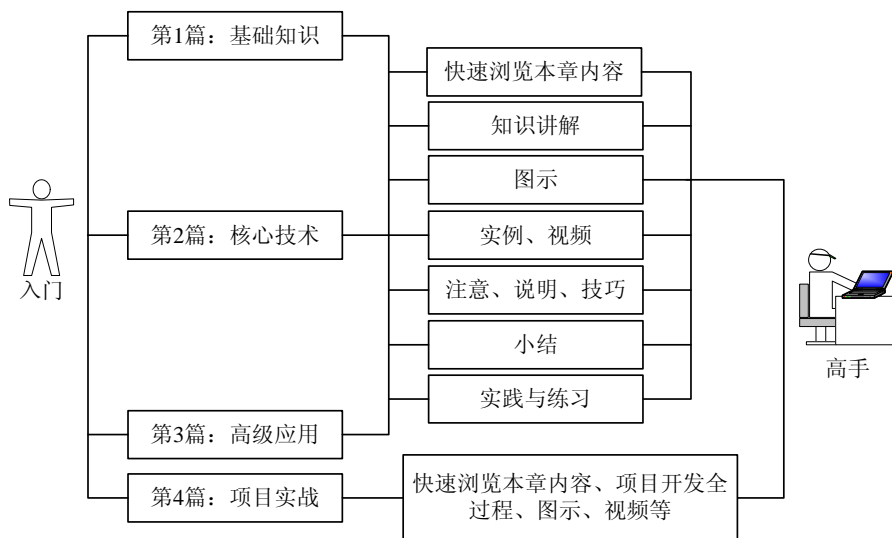 第1篇：基础知识
快速浏览本章内容
知识讲解
图示
第2篇：核心技术
实例、视频
入门
注意、说明、技巧
小结
高手
实践与练习
第3篇：高级应用
第4篇：项目实战
快速浏览本章内容、项目开发全
过程、图示、视频等